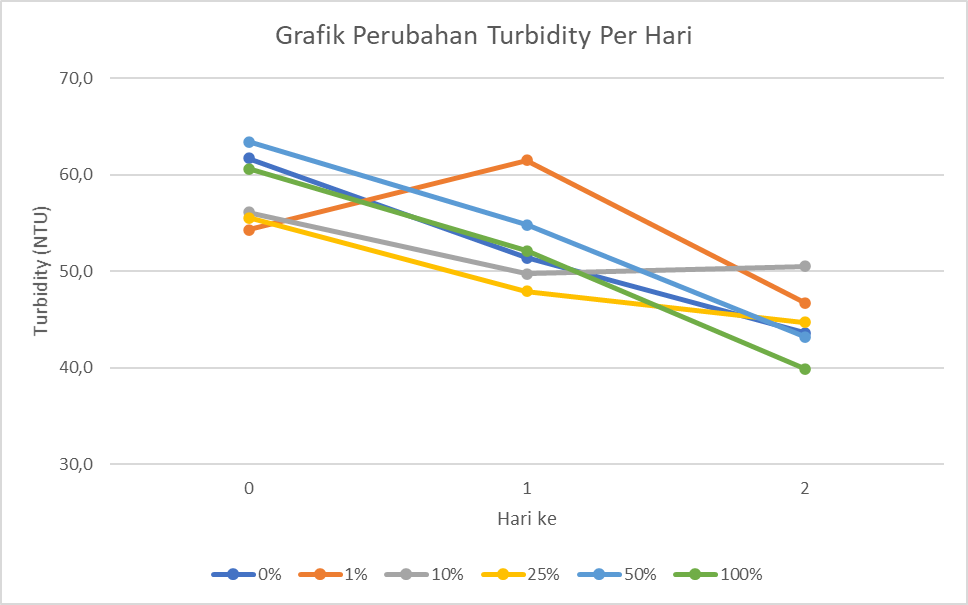 Grafik Perubahan Turbidity Per Hari
Turbidity (NTU)
70,0
60,0
50,0
40,0
30,0
0 1 2
Hari ke
0% 1% 10% 25% 50% 100%